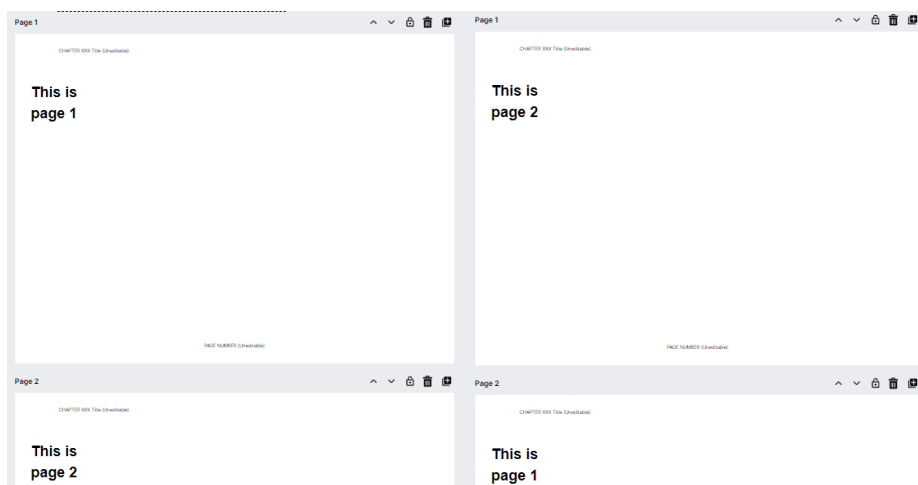 Page 1
CHAPTER XXX Title (Uneditable)
This is
page 1
PAGE NUMBER (Uneditable)
Page 2
CHAPTER XXX Title (Uneditable)
This is
page 2
Page 1
CHAPTER XXX Title (Uneditable)
This is
page 2
PAGE NUMBER (Uneditable)
Page 2
CHAPTER XXX Title (Uneditable)
This is
page 1